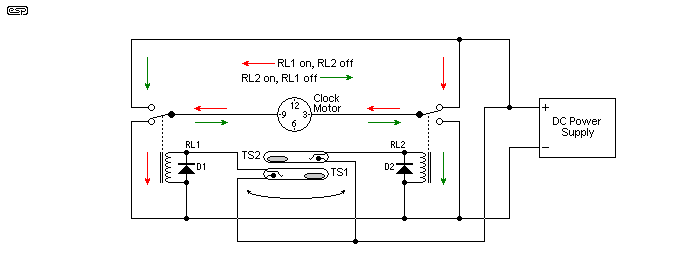 esp
RL1 on, RL2 off
RL2 on, RL1 off
Clock
Motor
12
9
3
6
+
DC Power
Supply
−
RL1
D1
TS2
TS1
RL2
D2